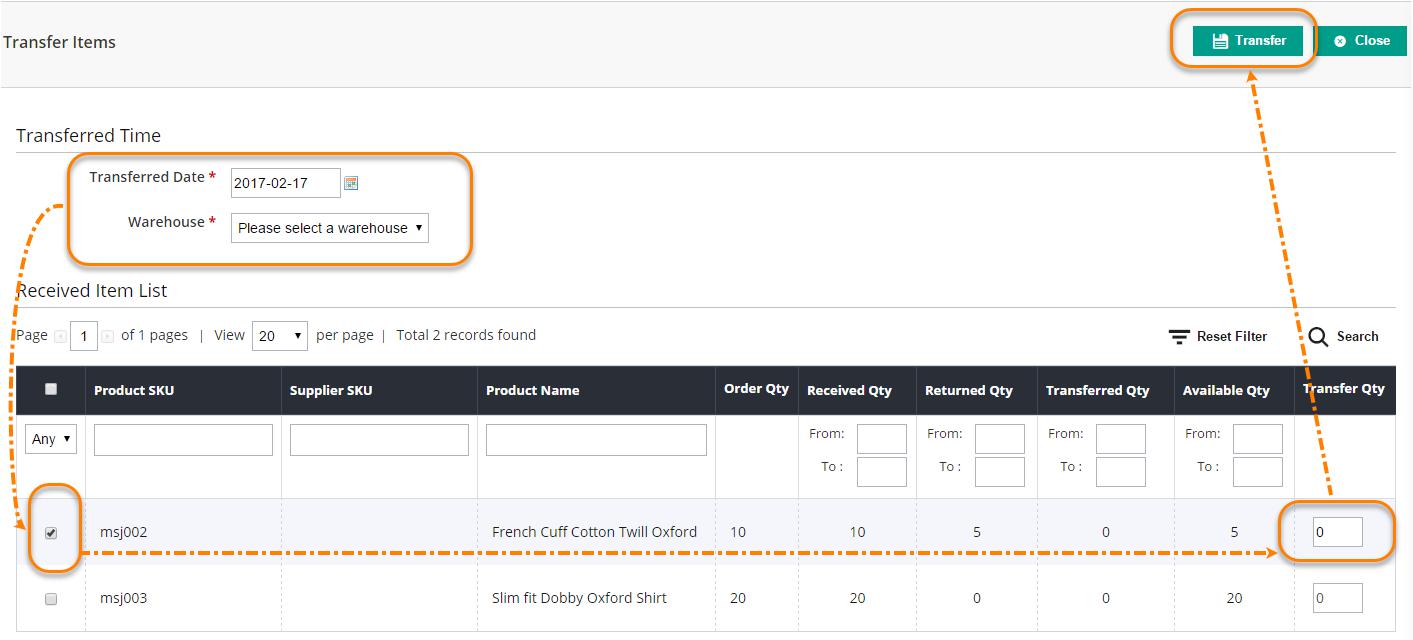 Transfer Items
Transfer Close
Transferred Time
Transferred Date * 2017-02-17
Warehouse * Please select a warehouse
Received Item List
Page 1 of 1 pages | View 20 per page | Total 2 records found Reset Filter Search
Product SKU Supplier SKU Product Name Order Qty Received Qty Returned Qty Transferred Qty Available Qty Transfer Qty
Any From: From: From: From:
To : To : To : To :
msj002 French Cuff Cotton Twill Oxford 10 10 5 0 5 0
msj003 Slim fit Dobby Oxford Shirt 20 20 0 0 20 0